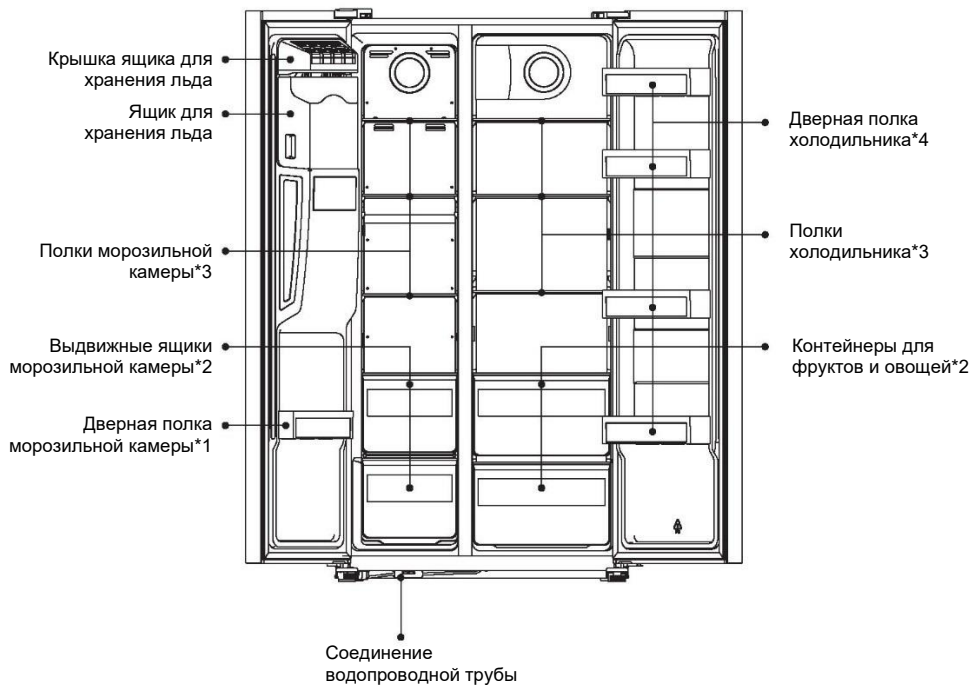 Крышка ящика для
хранения льда
Ящик для
хранения льда
Полки морозильной
камеры*3
Выдвижные ящики
морозильной камеры*2
Дверная полка
морозильной камеры*1
Дверная полка
холодильника*4
Полки
холодильника*3
Контейнеры для
фруктов и овощей*2
Соединение
водопроводной трубы